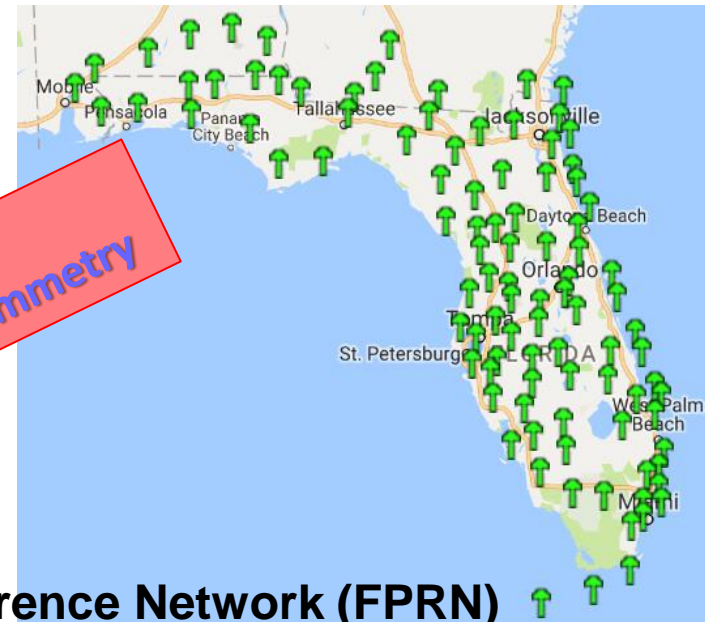 Mobile
Pensacola
Panama
City Beach
Tallahassee
Jacksonville
Daytona Beach
Orlando
mmetry
Tampa
St. Petersburg
FLORIDA
West Palm
Beach
Miami
rence Network (FPRN)